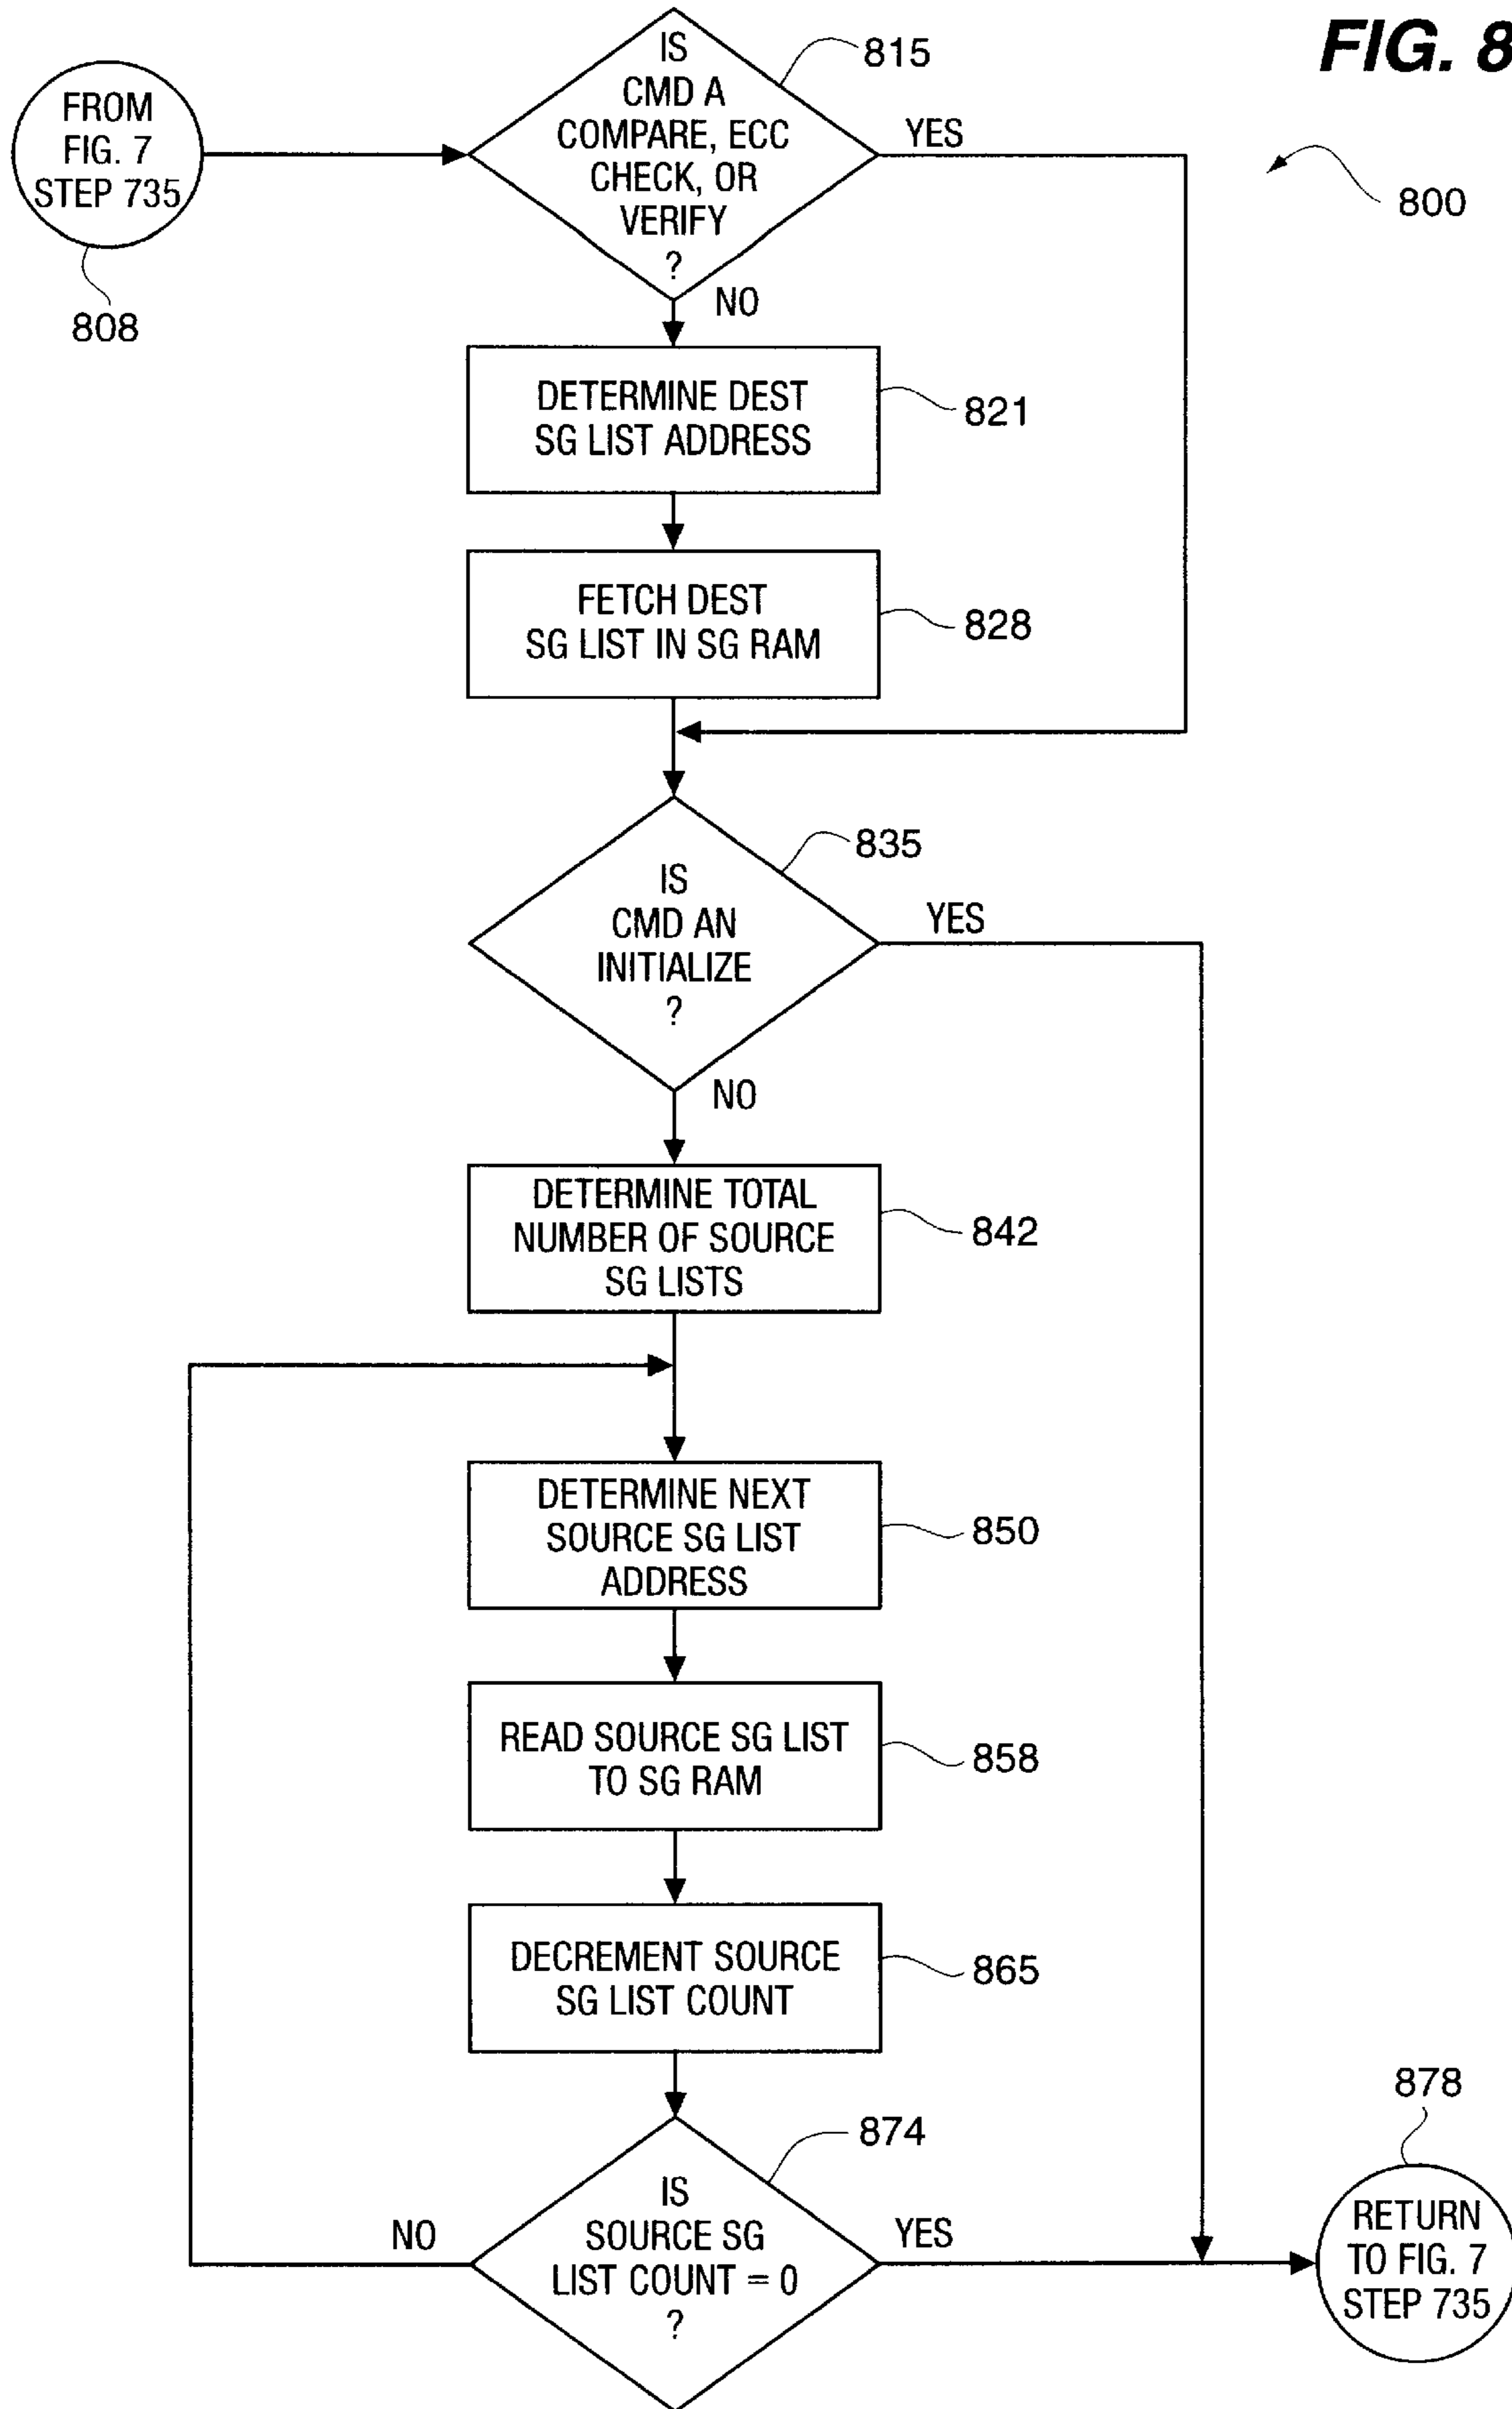 FIG. 8
FROM
FIG. 7
STEP 735
808
IS
CMD A
COMPARE, ECC
CHECK, OR
VERIFY
?
815
YES
800
NO
DETERMINE DEST
SG LIST ADDRESS
821
FETCH DEST
SG LIST IN SG RAM
828
IS
CMD AN
INITIALIZE
?
835
YES
NO
DETERMINE TOTAL
NUMBER OF SOURCE
SG LISTS
842
DETERMINE NEXT
SOURCE SG LIST
ADDRESS
850
READ SOURCE SG LIST
TO SG RAM
858
DECREMENT SOURCE
SG LIST COUNT
865
IS
SOURCE SG
LIST COUNT = 0
?
874
NO
YES
878
RETURN
TO FIG. 7
STEP 735